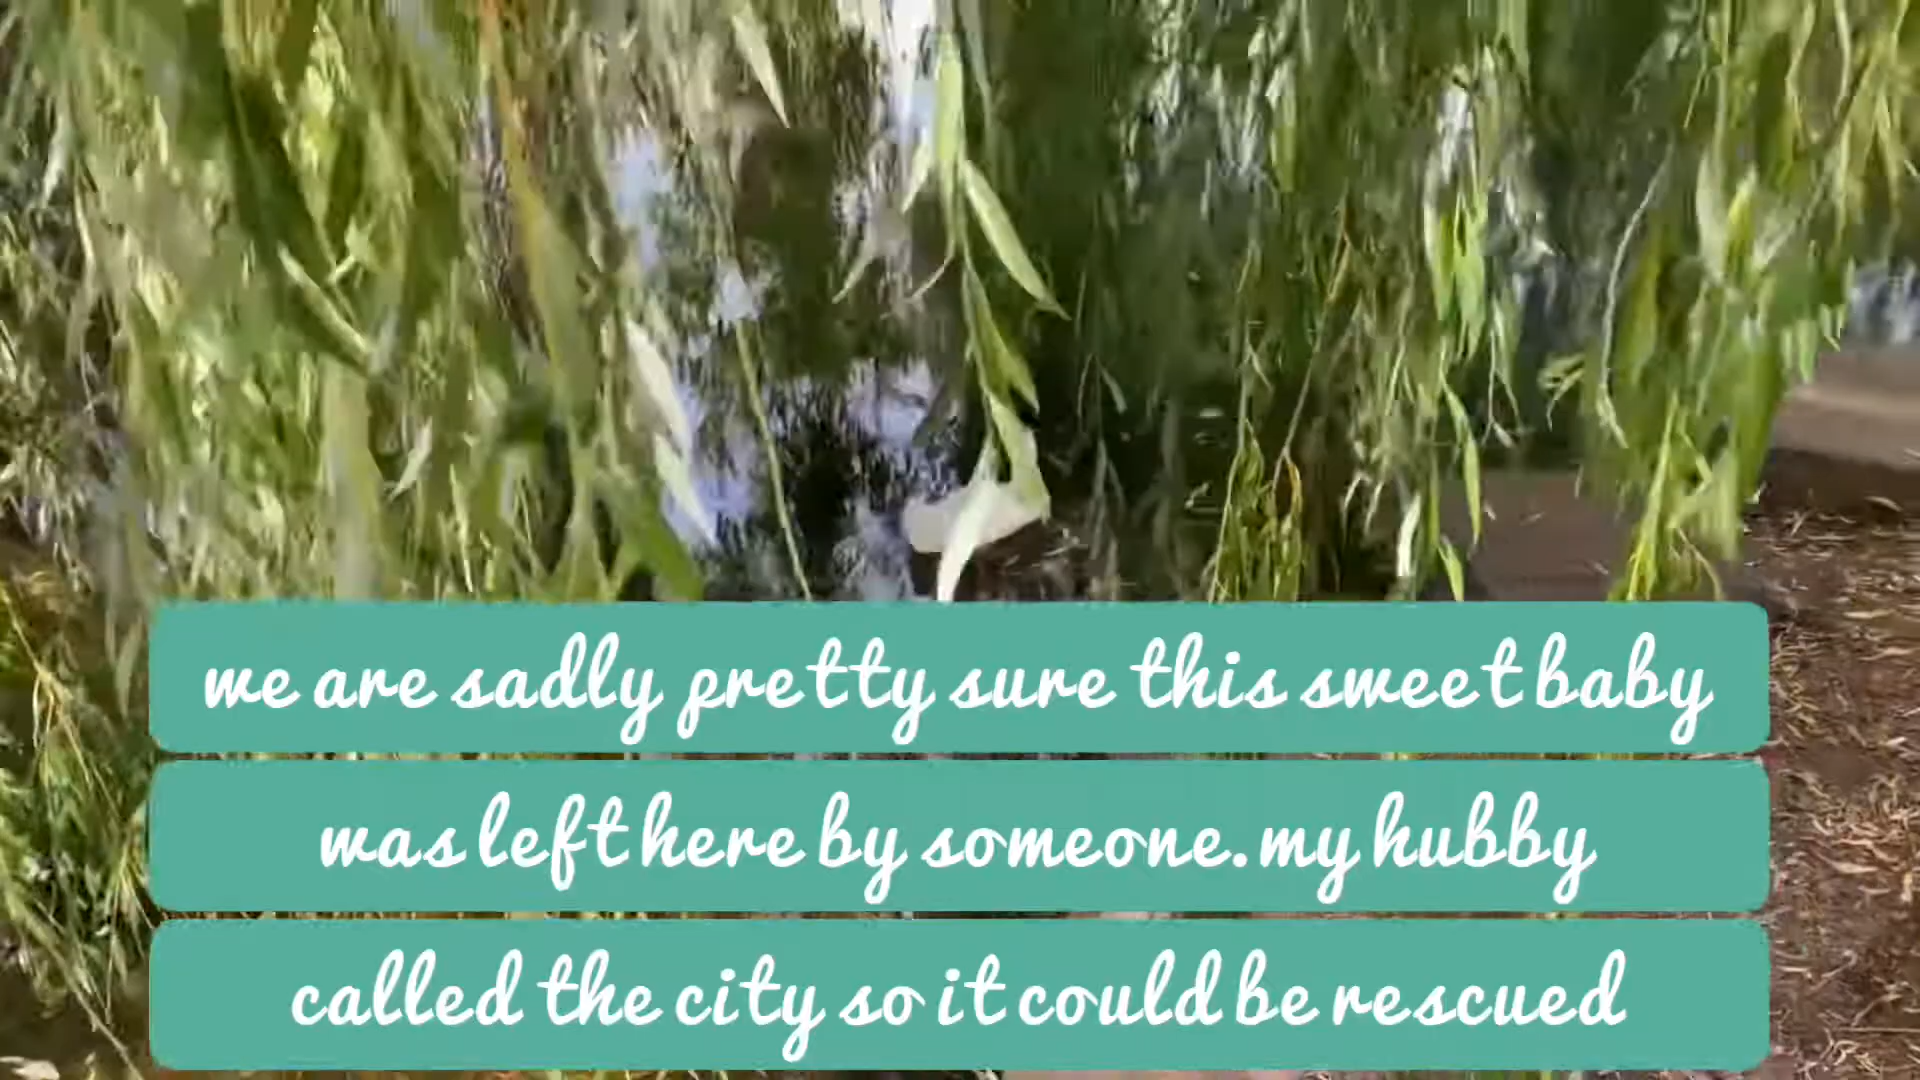 we are sadly pretty sure this sweet baby
was left here by someone. my hubby
called the city so it could be rescued